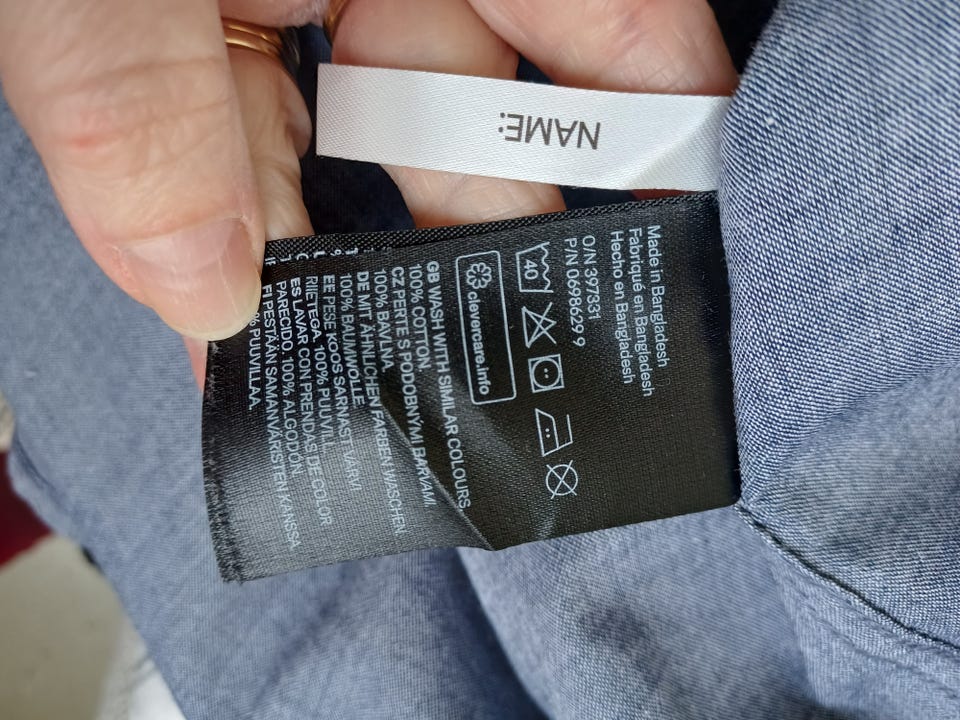 NAME:
Made in Bangladesh
Fabriqué en Bangladesh
Hecho en Bangladesh
O/N 397331
P/N 0698629 9
40
clevercare.info
GB WASH WITH SIMILAR COLOURS.
100% COTTON.
CZ PERTE S PODOBNÝMI BARVAMI.
100% BAVLNA.
DE MIT ÄHNLICHEN FARBEN WASCHEN.
100% BAUMWOLLE.
EE PESE KOOS SARNAST VÄRVI
RIIETEGA. 100% PUUVILL.
ES LAVAR CON PRENDAS DE COLOR
PARECIDO. 100% ALGODÓN.
FI PESTÄÄN SAMANVÄRISTEN KANSSA.
% PUUVILLAA.